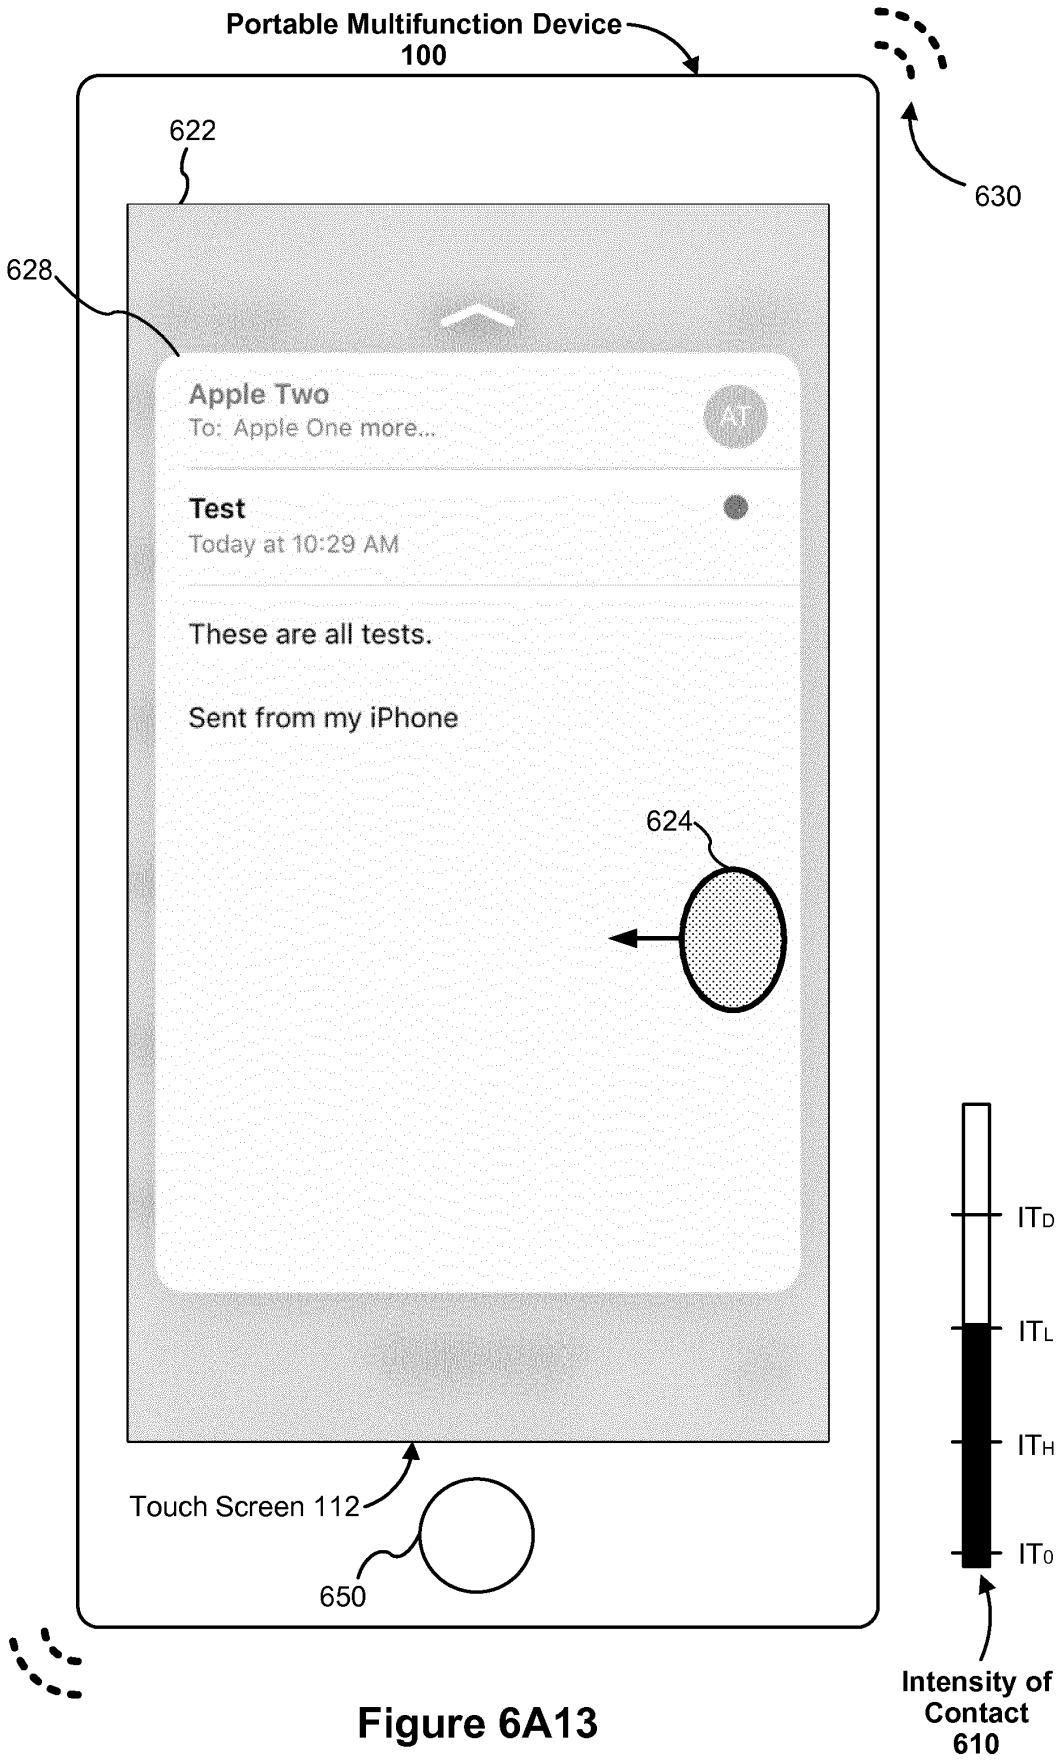 Portable Multifunction Device
100
622
630
628
Apple Two
To: Apple One more...
AT
Test
Today at 10:29 AM
These are all tests.
Sent from my iPhone
624
ITD
ITL
ITH
IT0
Touch Screen 112
650
Intensity of
Contact
610
Figure 6A13